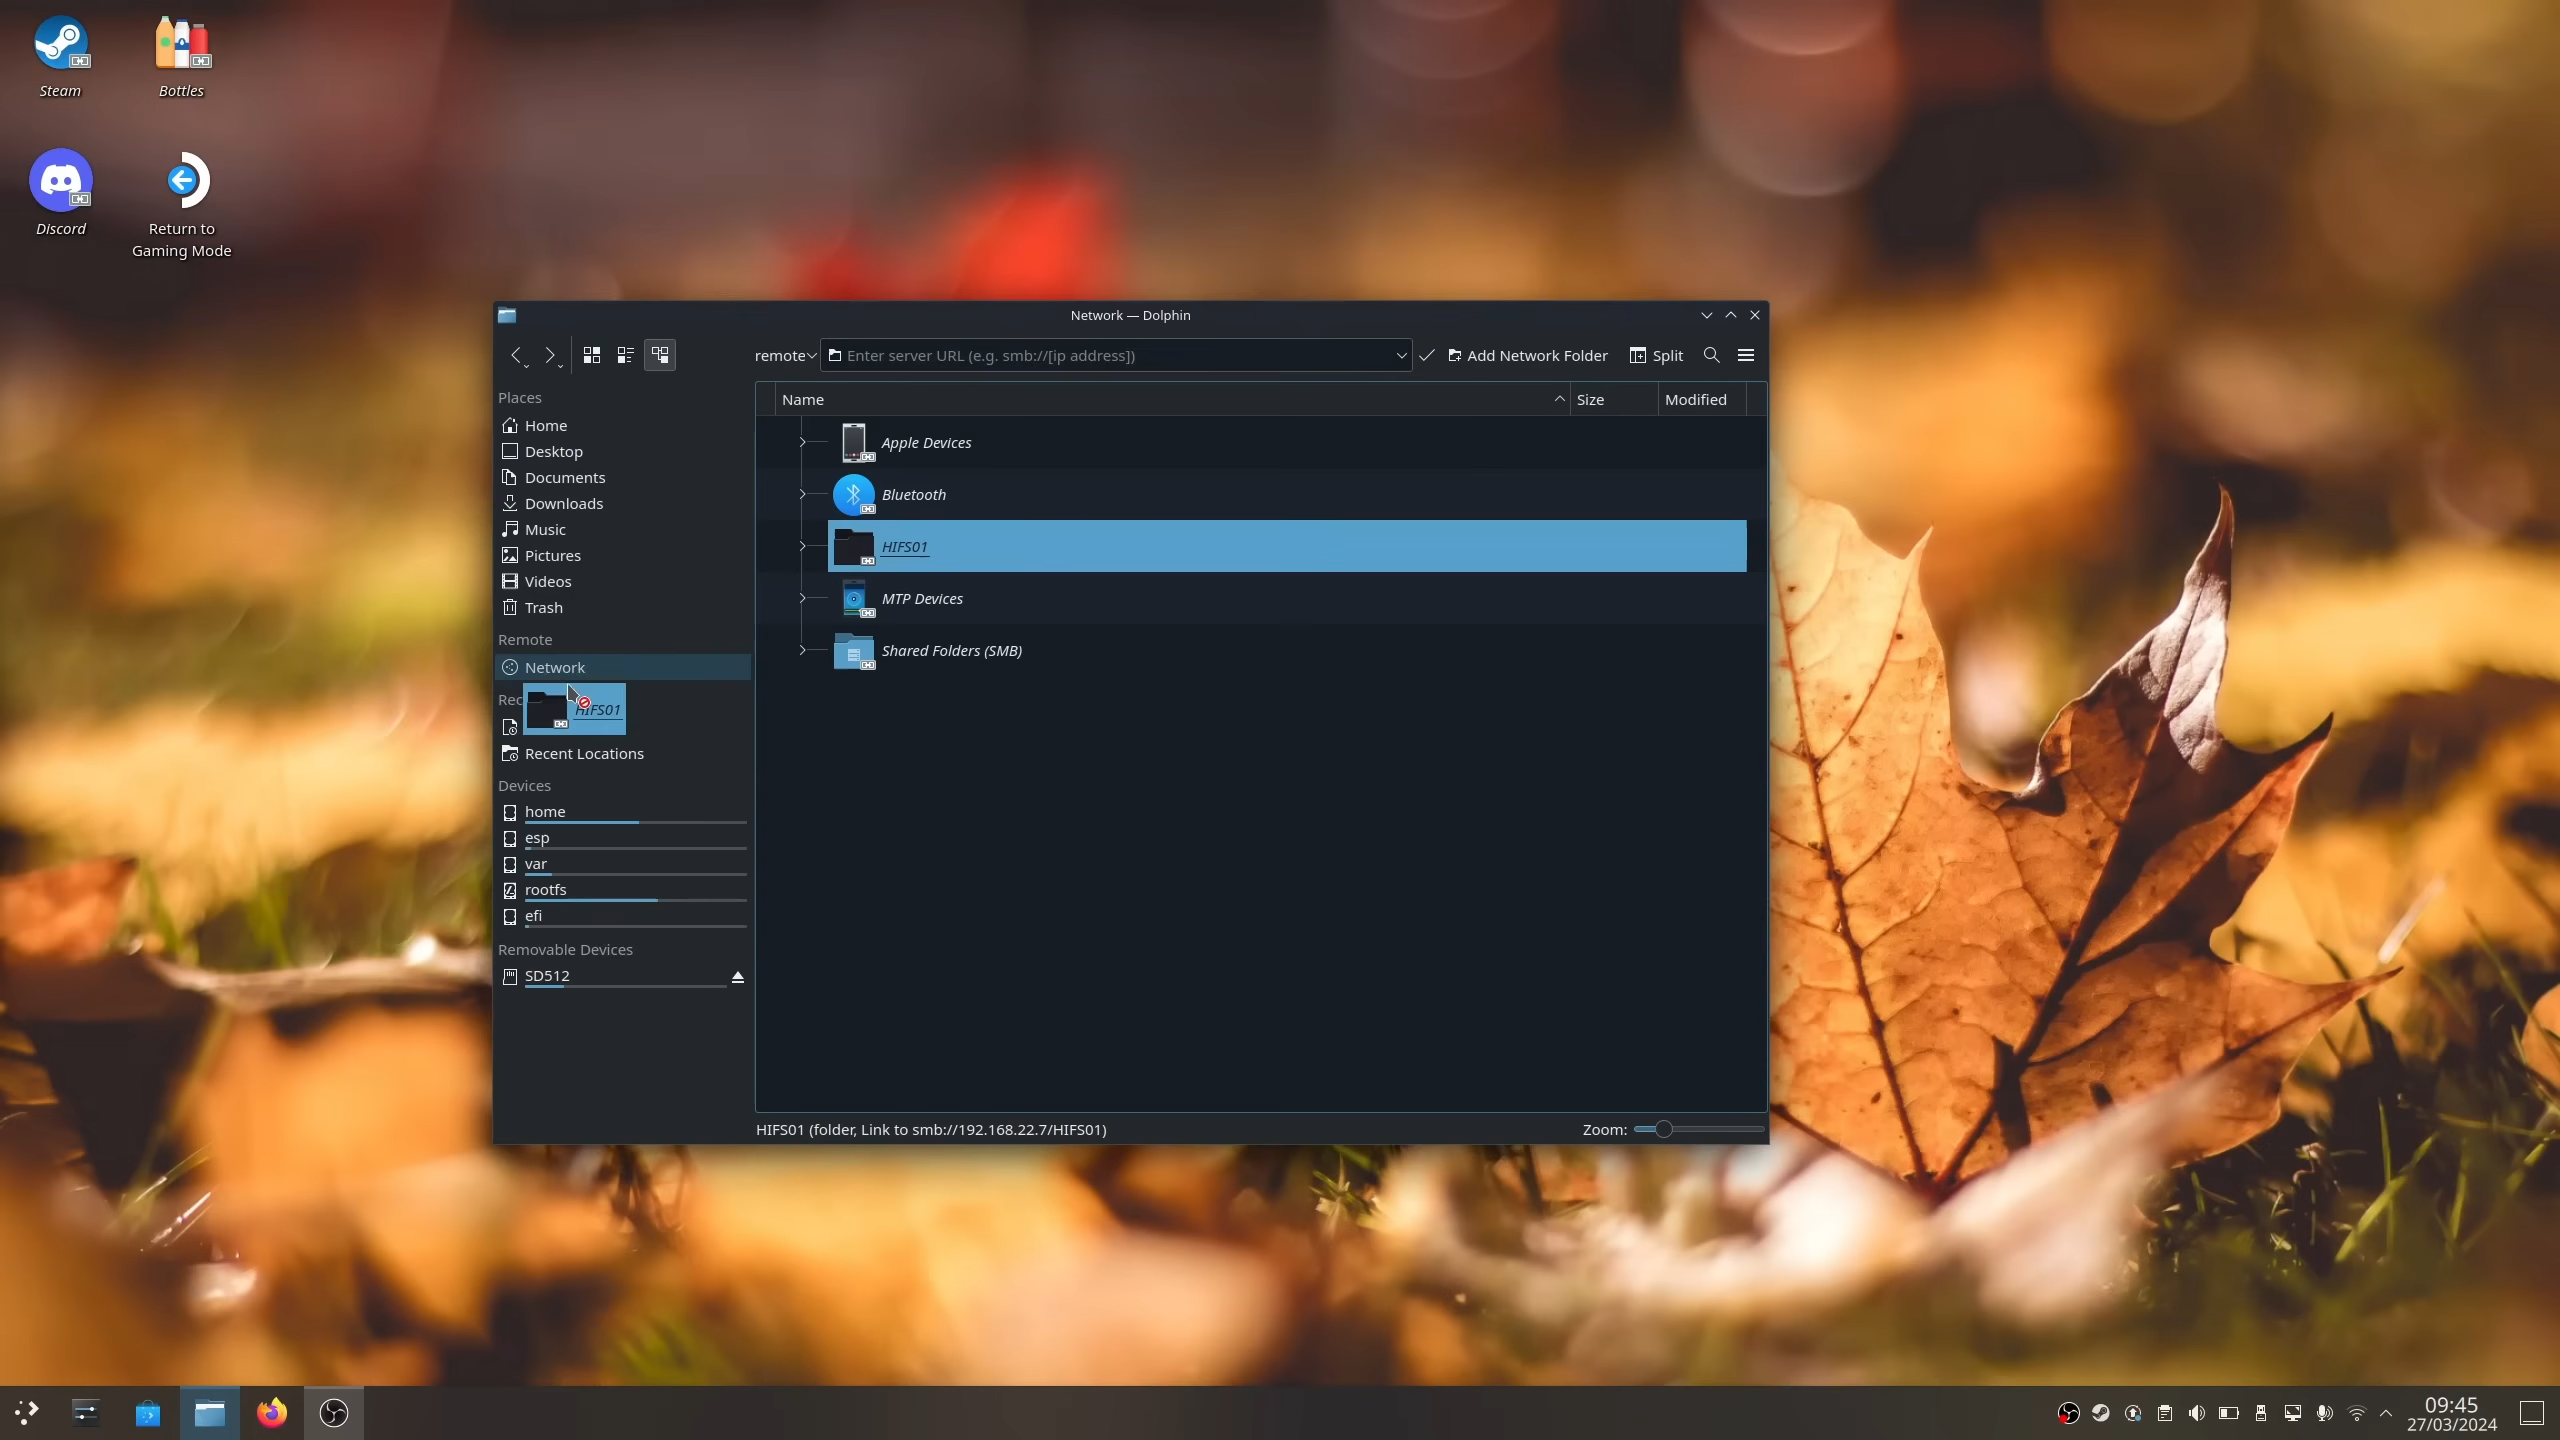 Steam
Bottles
Discord
Return to
Gaming Mode
Network — Dolphin
remote
Enter server URL (e.g. smb://[ip address])
Add Network Folder
Split
Places
Home
Desktop
Documents
Downloads
Music
Pictures
Videos
Trash
Remote
Network
Rec
HIFS01
Recent Locations
Devices
home
esp
var
rootfs
efi
Removable Devices
SD512
Name
Size
Modified
Apple Devices
Bluetooth
HIFS01
MTP Devices
Shared Folders (SMB)
HIFS01 (folder, Link to smb://192.168.22.7/HIFS01)
Zoom:
09:45
27/03/2024